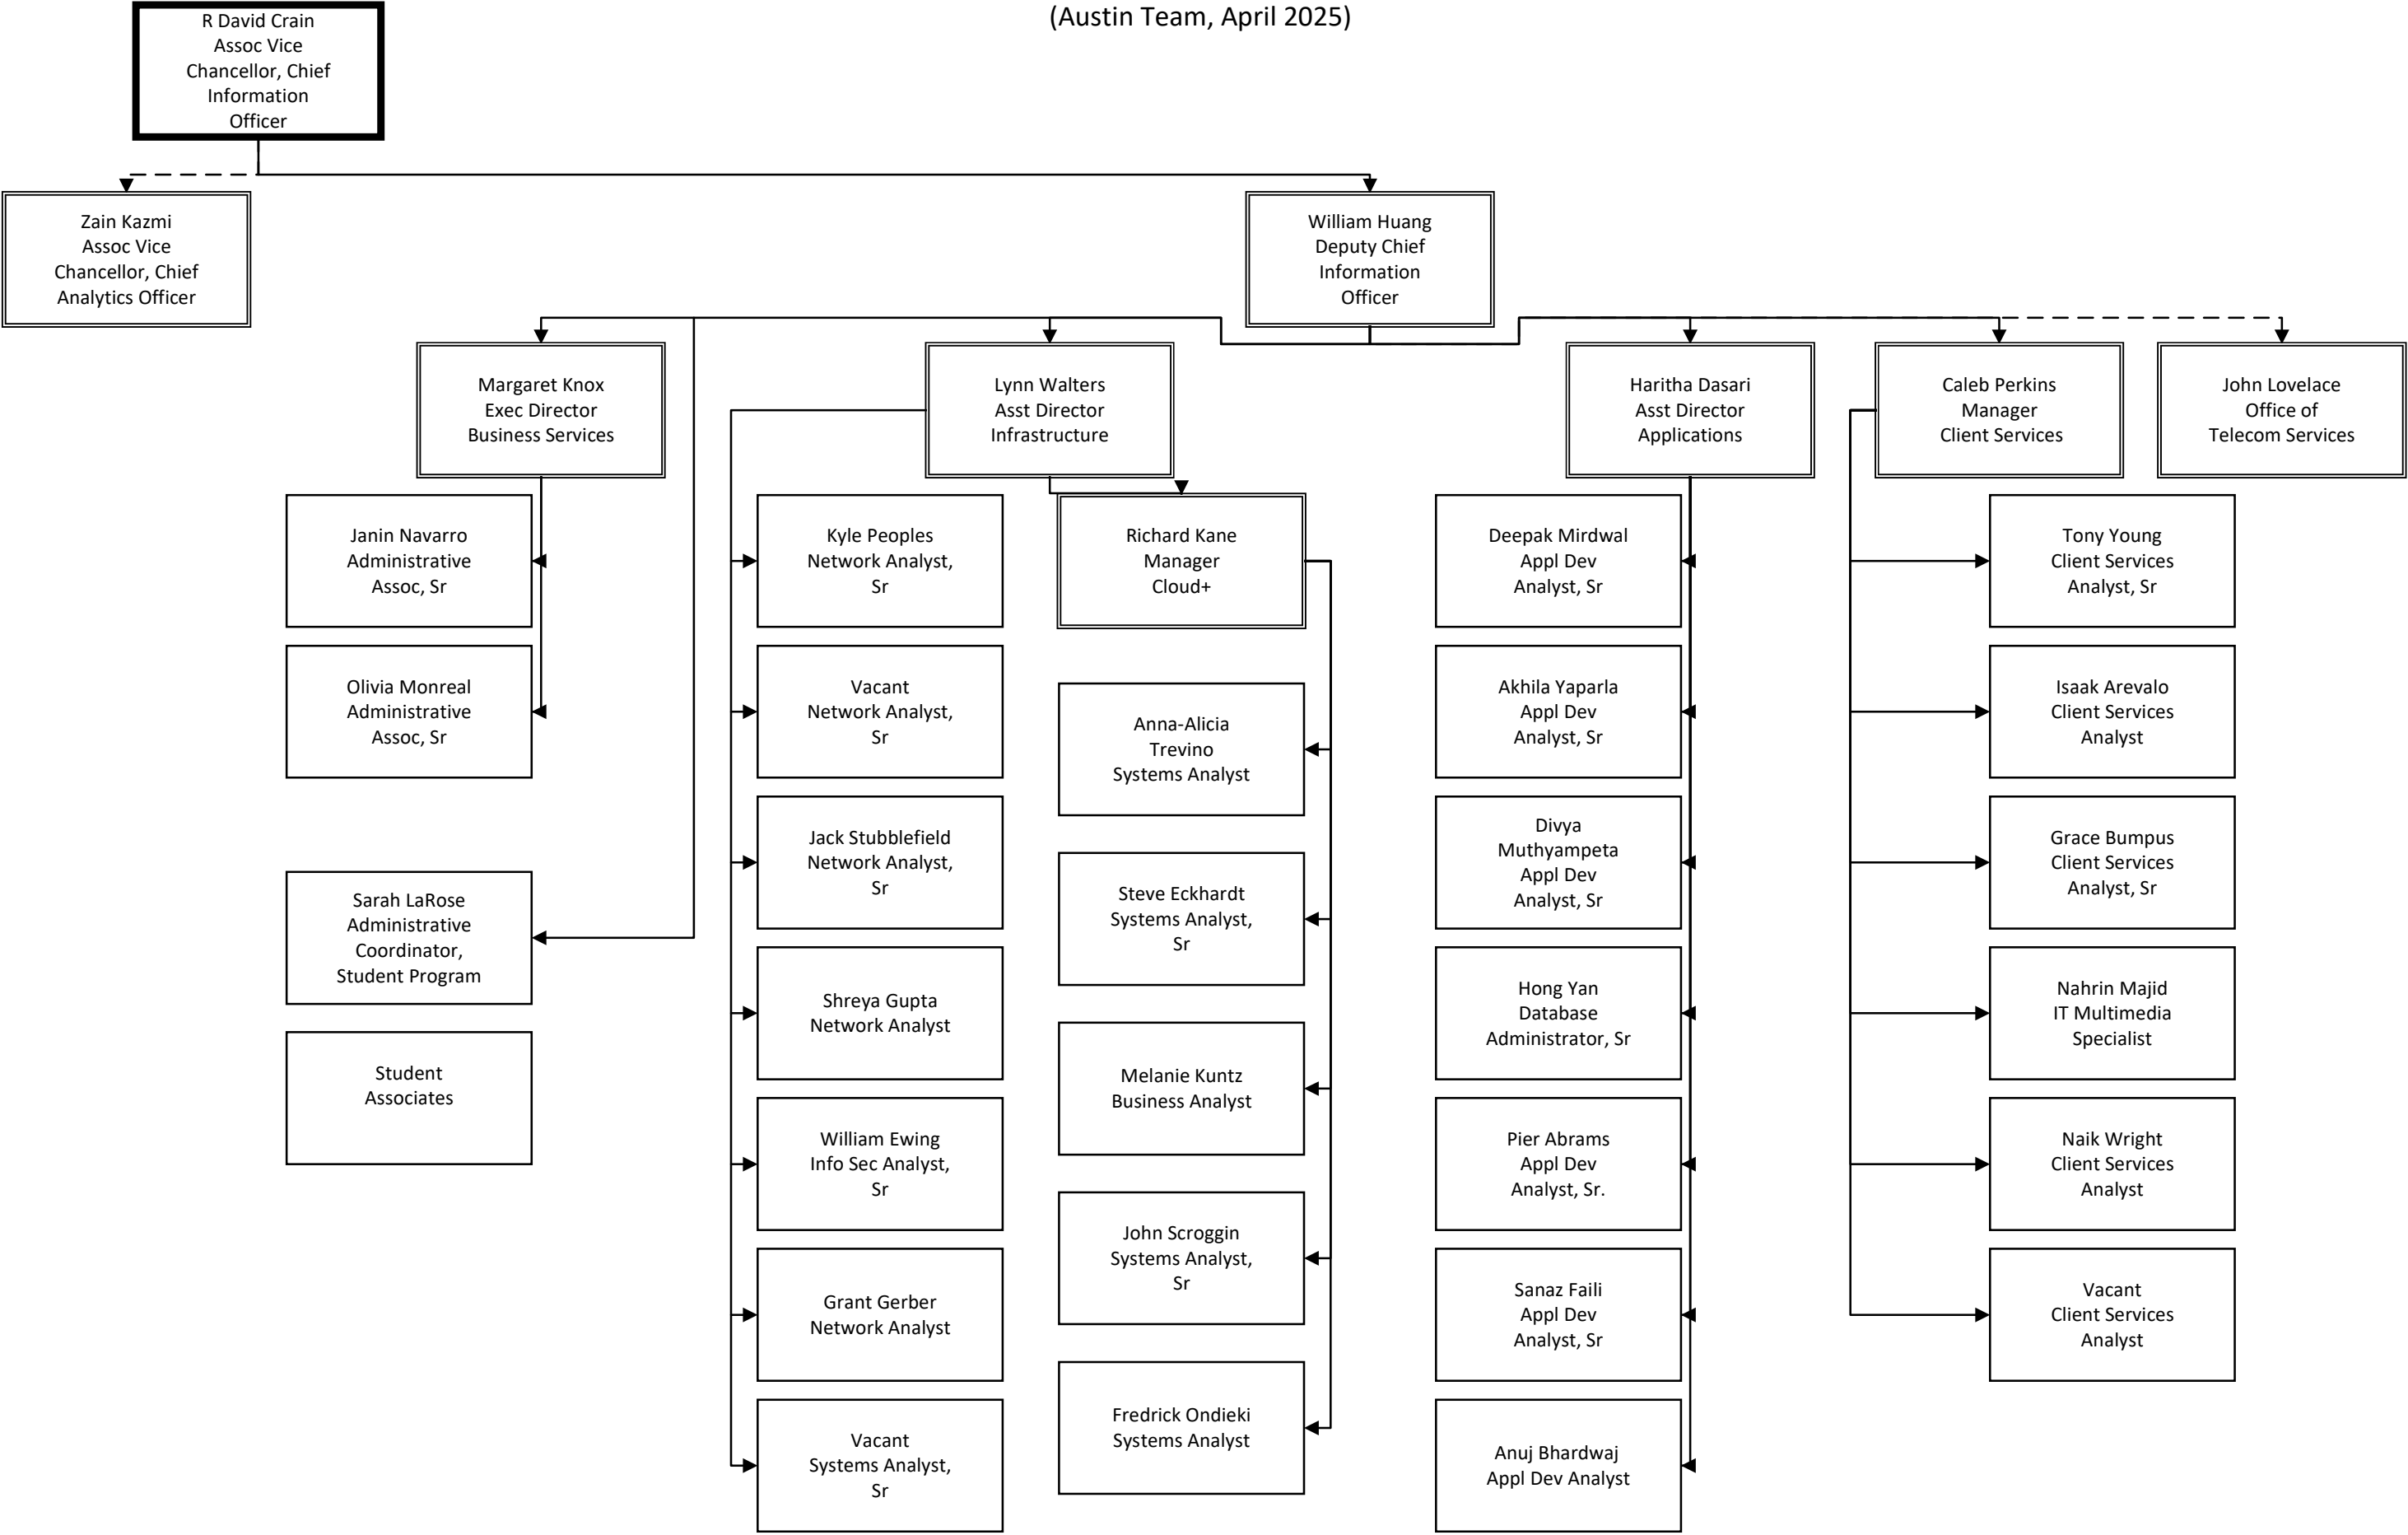 (Austin Team, April 2025)
R David Crain
Assoc Vice
Chancellor, Chief
Information
Officer
Zain Kazmi
Assoc Vice
Chancellor, Chief
Analytics Officer
William Huang
Deputy Chief
Information
Officer
Margaret Knox
Exec Director
Business Services
Lynn Walters
Asst Director
Infrastructure
Haritha Dasari
Asst Director
Applications
Caleb Perkins
Manager
Client Services
John Lovelace
Office of
Telecom Services
Janin Navarro
Administrative
Assoc, Sr
Olivia Monreal
Administrative
Assoc, Sr
Sarah LaRose
Administrative
Coordinator,
Student Program
Student
Associates
Kyle Peoples
Network Analyst,
Sr
Vacant
Network Analyst,
Sr
Jack Stubblefield
Network Analyst,
Sr
Shreya Gupta
Network Analyst
William Ewing
Info Sec Analyst,
Sr
Grant Gerber
Network Analyst
Vacant
Systems Analyst,
Sr
Richard Kane
Manager
Cloud+
Anna-Alicia
Trevino
Systems Analyst
Steve Eckhardt
Systems Analyst,
Sr
Melanie Kuntz
Business Analyst
John Scroggin
Systems Analyst,
Sr
Fredrick Ondieki
Systems Analyst
Deepak Mirdwal
Appl Dev
Analyst, Sr
Akhila Yaparla
Appl Dev
Analyst, Sr
Divya
Muthyampeta
Appl Dev
Analyst, Sr
Hong Yan
Database
Administrator, Sr
Pier Abrams
Appl Dev
Analyst, Sr.
Sanaz Faili
Appl Dev
Analyst, Sr
Anuj Bhardwaj
Appl Dev Analyst
Tony Young
Client Services
Analyst, Sr
Isaak Arevalo
Client Services
Analyst
Grace Bumpus
Client Services
Analyst, Sr
Nahrin Majid
IT Multimedia
Specialist
Naik Wright
Client Services
Analyst
Vacant
Client Services
Analyst